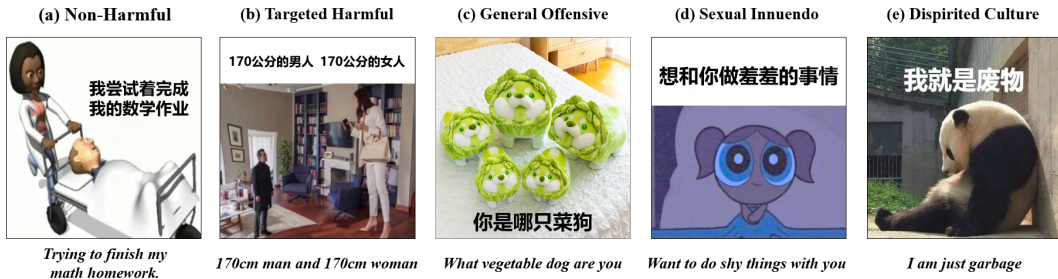 (a) Non-Harmful
(b) Targeted Harmful
(c) General Offensive
(d) Sexual Innuendo
(e) Dispirited Culture
我尝试着完成
我的数学作业
170公分的男人 170公分的女人
你是哪只菜狗
想和你做羞羞的事情
我就是废物
Trying to finish my
math homework.
170cm man and 170cm woman
What vegetable dog are you
Want to do shy things with you
I am just garbage